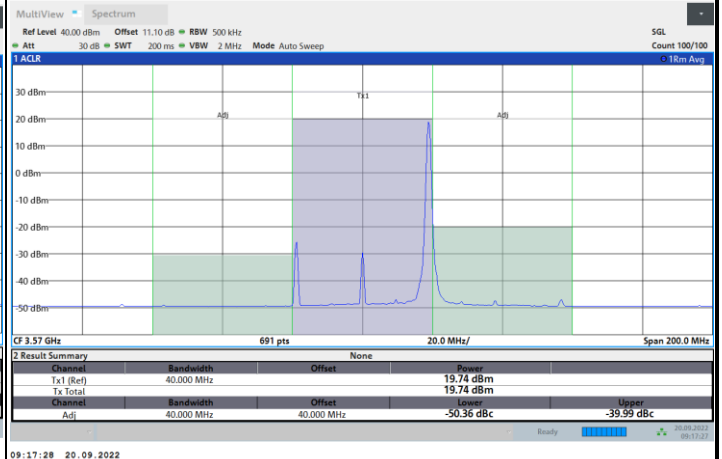 MultiView Spectrum
Ref Level 40.00 dBm Offset 11.10 dB RBW 500 kHz SGL
Att 30 dB SWT 200 ms VBW 2 MHz Mode Auto Sweep Count 100/100
1 ACLR 1Rm Avg
30 dBm
Tx1
20 dBm
Adj Adj
10 dBm
0 dBm
-10 dBm
-20 dBm
-30 dBm
-40 dBm
-50 dBm
CF 3.57 GHz 691 pts 20.0 MHz/ Span 200.0 MHz
2 Result Summary None
Channel Bandwidth Offset Power
Tx1 (Ref) 40.000 MHz 19.74 dBm
Tx Total 19.74 dBm
Channel Bandwidth Offset Lower Upper
Adj 40.000 MHz 40.000 MHz -50.36 dBc -39.99 dBc
Ready 20.09.2022
09:17:27
09:17:28 20.09.2022